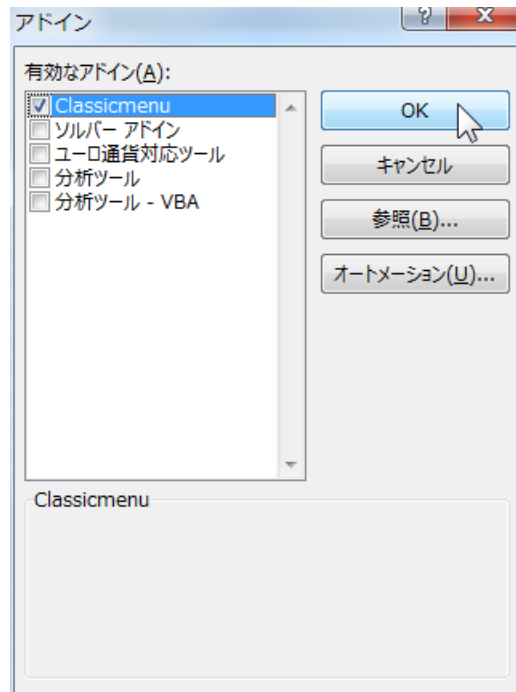 アドイン
有効なアドイン(A):
Classicmenu
ソルバー アドイン
ユーロ通貨対応ツール
分析ツール
分析ツール - VBA
OK
キャンセル
参照(B)...
オートメーション(U)...
Classicmenu